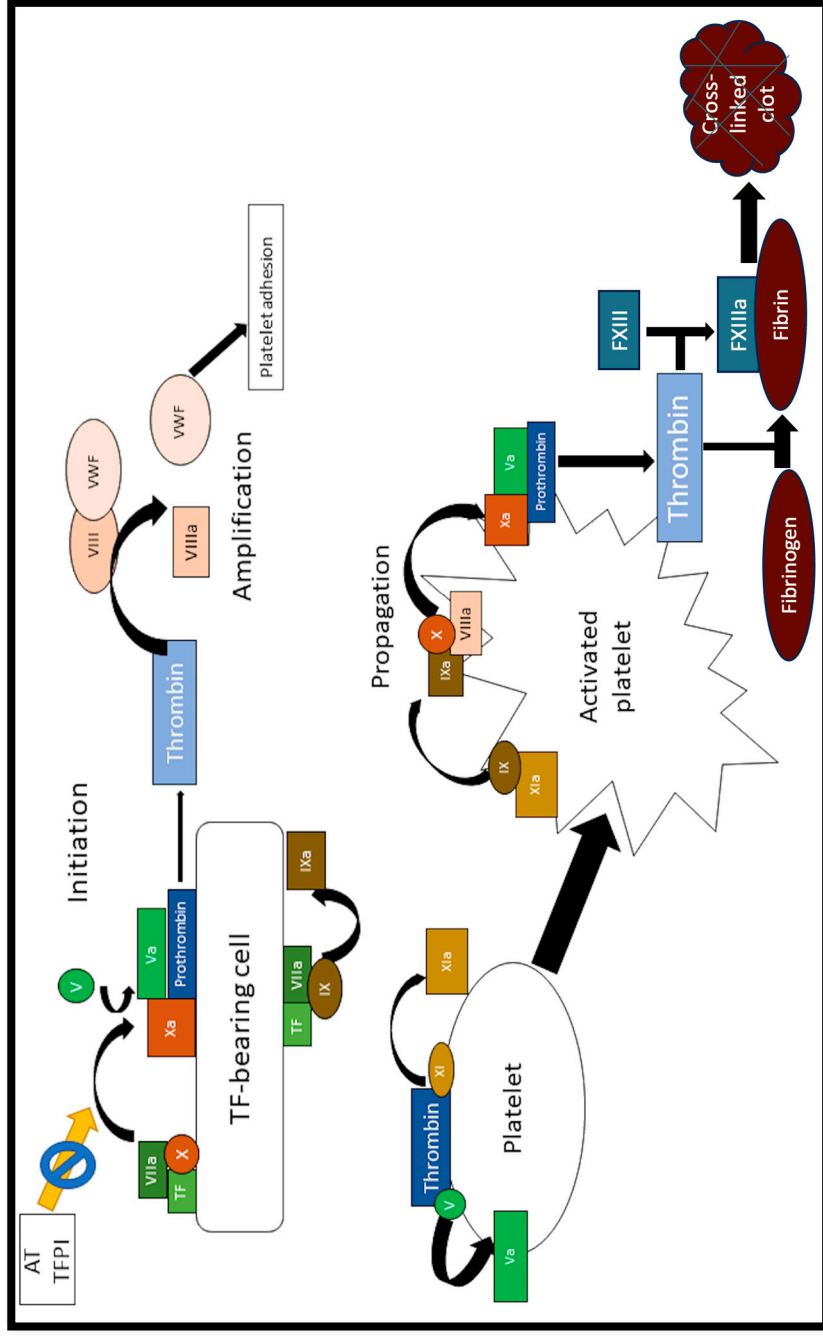 AT
TFPI
Initiation
V
VIIa
TF
X
Xa
Va
Prothrombin
TF-bearing cell
TF
VIIa
IX
IXa
Thrombin
VIII
VWF
VIIIa
VWF
Amplification
Platelet adhesion
Thrombin
V
Va
XI
XIa
Platelet
Propagation
IX
XIa
IXa
X
VIIIa
Xa
Va
Prothrombin
Activated
platelet
Thrombin
FXIII
FXIIIa
Fibrinogen
Fibrin
Cross-
linked
clot